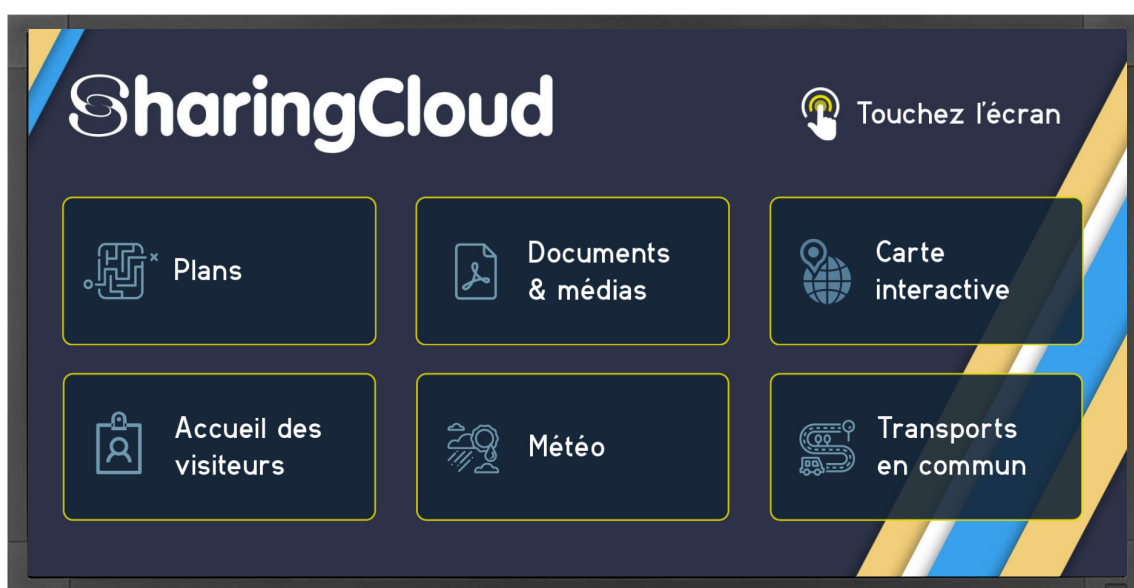 SharingCloud
Touchez l'écran
Plans
Documents
& médias
Carte
interactive
Accueil des
visiteurs
Météo
Transports
en commun